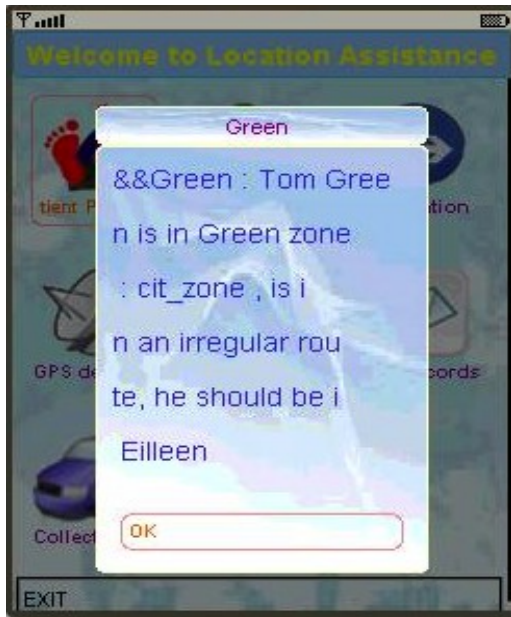 Welcome to Location Assistance
Green
&&Green : Tom Gree
n is in Green zone
: cit_zone , is i
n an irregular rou
te, he should be i
Eilleen
OK
tient P
tion
GPS de
cords
Collect
EXIT